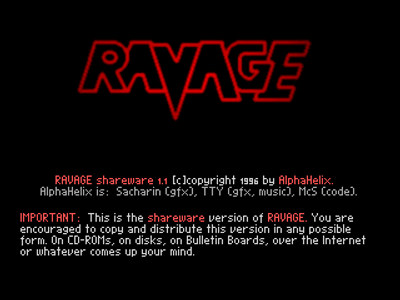 RAVAGE
RAVAGE shareware 1.1 [c]copyright 1996 by AlphaHelix.
AlphaHelix is: Sacharin (gfx), TTY (gfx, music), McS (code).
IMPORTANT: This is the shareware version of RAVAGE. You are
encouraged to copy and distribute this version in any possible
form. On CD-ROMs, on disks, on Bulletin Boards, over the Internet
or whatever comes up your mind.